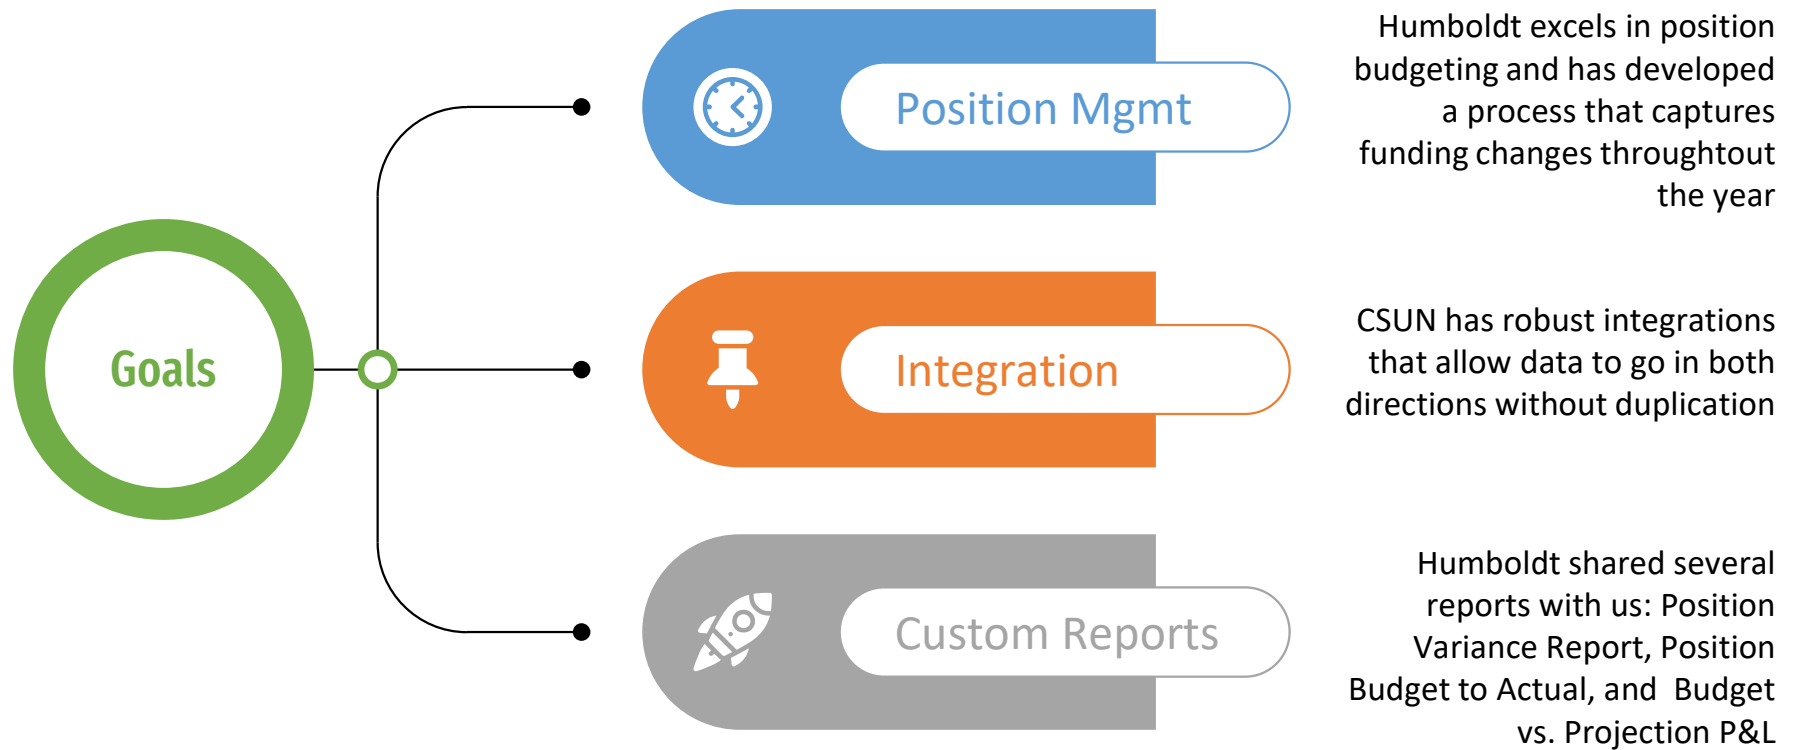 Goals
Position Mgmt
Humboldt excels in position
budgeting and has developed
a process that captures
funding changes throughtout
the year
Integration
CSUN has robust integrations
that allow data to go in both
directions without duplication
Custom Reports
Humboldt shared several
reports with us: Position
Variance Report, Position
Budget to Actual, and  Budget
vs. Projection P&L